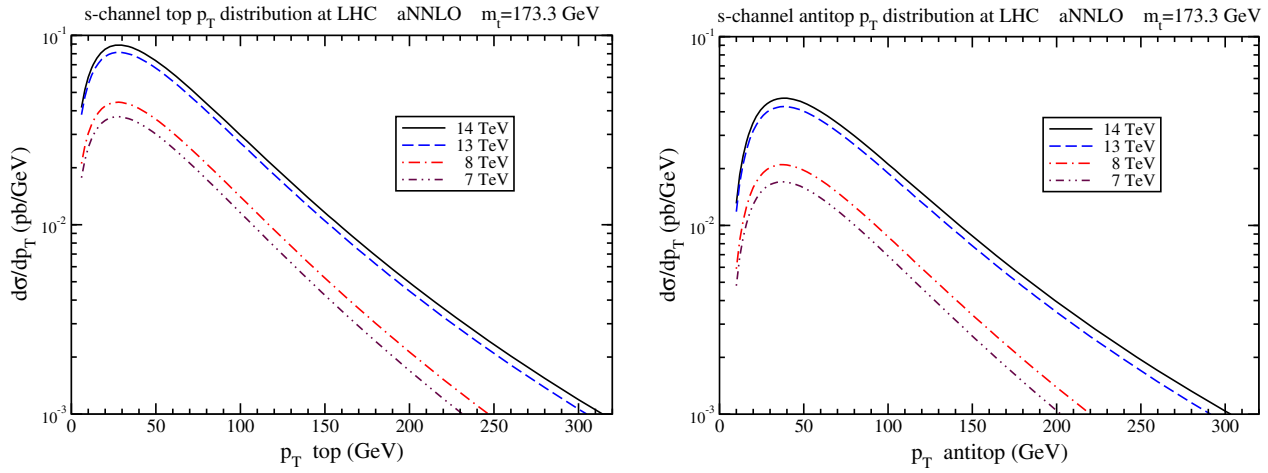 s-channel top p_T distribution at LHC aNNLO m_t=173.3 GeV
10^-1
10^-2
10^-3
dσ/dp_T (pb/GeV)
14 TeV
13 TeV
8 TeV
7 TeV
0 50 100 150 200 250 300
p_T top (GeV)
s-channel antitop p_T distribution at LHC aNNLO m_t=173.3 GeV
10^-1
10^-2
10^-3
dσ/dp_T (pb/GeV)
14 TeV
13 TeV
8 TeV
7 TeV
0 50 100 150 200 250 300
p_T antitop (GeV)